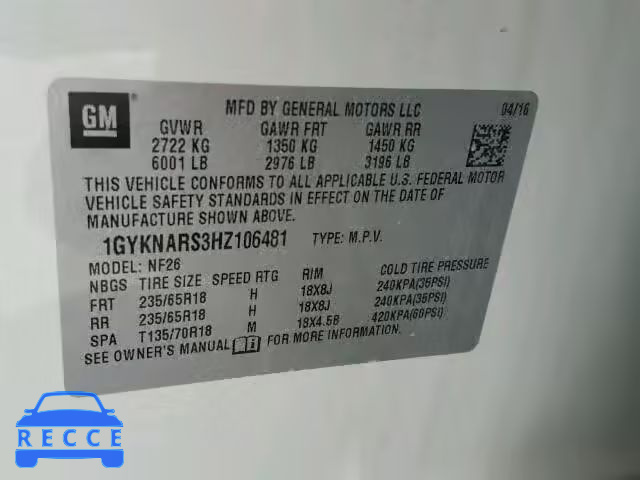 GM
MFD BY GENERAL MOTORS LLC 04/16
GVWR GAWR FRT GAWR RR
2722 KG 1350 KG 1450 KG
6001 LB 2976 LB 3196 LB
THIS VEHICLE CONFORMS TO ALL APPLICABLE U.S. FEDERAL MOTOR
VEHICLE SAFETY STANDARDS IN EFFECT ON THE DATE OF
MANUFACTURE SHOWN ABOVE.
1GYKNARS3HZ106481 TYPE: M.P.V.
MODEL: NF26
NBGS TIRE SIZE SPEED RTG RIM COLD TIRE PRESSURE
FRT 235/65R18 H 18X8J 240KPA(35PSI)
RR 235/65R18 H 18X8J 240KPA(35PSI)
SPA T135/70R18 M 18X4.5B 420KPA(60PSI)
SEE OWNER'S MANUAL FOR MORE INFORMATION.
RECCE